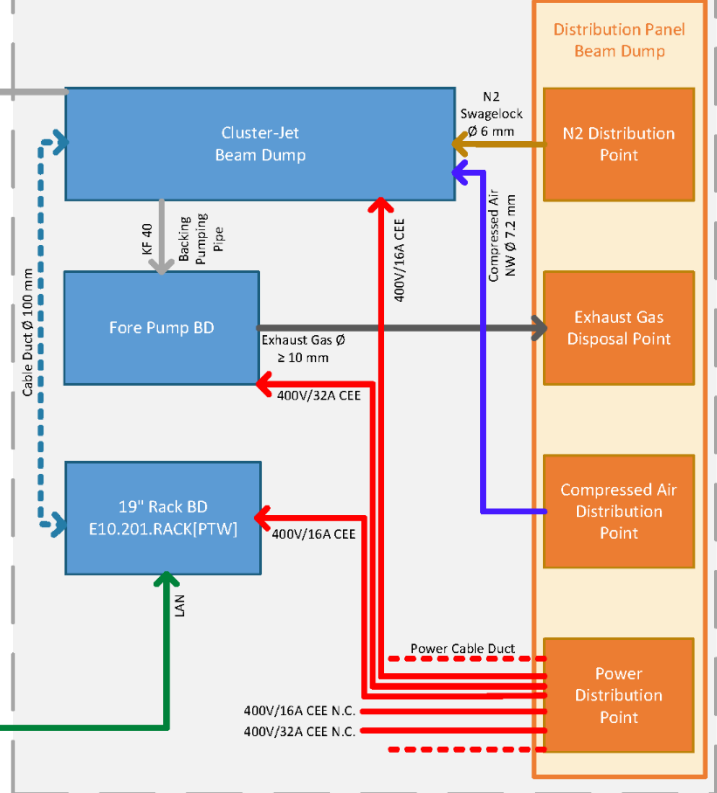 Distribution Panel
Beam Dump
N2
Swagelock
Ø 6 mm
Cluster-Jet
Beam Dump
N2 Distribution
Point
KF 40
Backing
Pumping
Pipe
400V/16A CEE
Compressed Air
NW Ø 7.2 mm
Cable Duct Ø 100 mm
Fore Pump BD
Exhaust Gas Ø
≥ 10 mm
Exhaust Gas
Disposal Point
400V/32A CEE
19" Rack BD
E10.201.RACK[PTW]
400V/16A CEE
Compressed Air
Distribution
Point
LAN
Power Cable Duct
Power
Distribution
Point
400V/16A CEE N.C.
400V/32A CEE N.C.